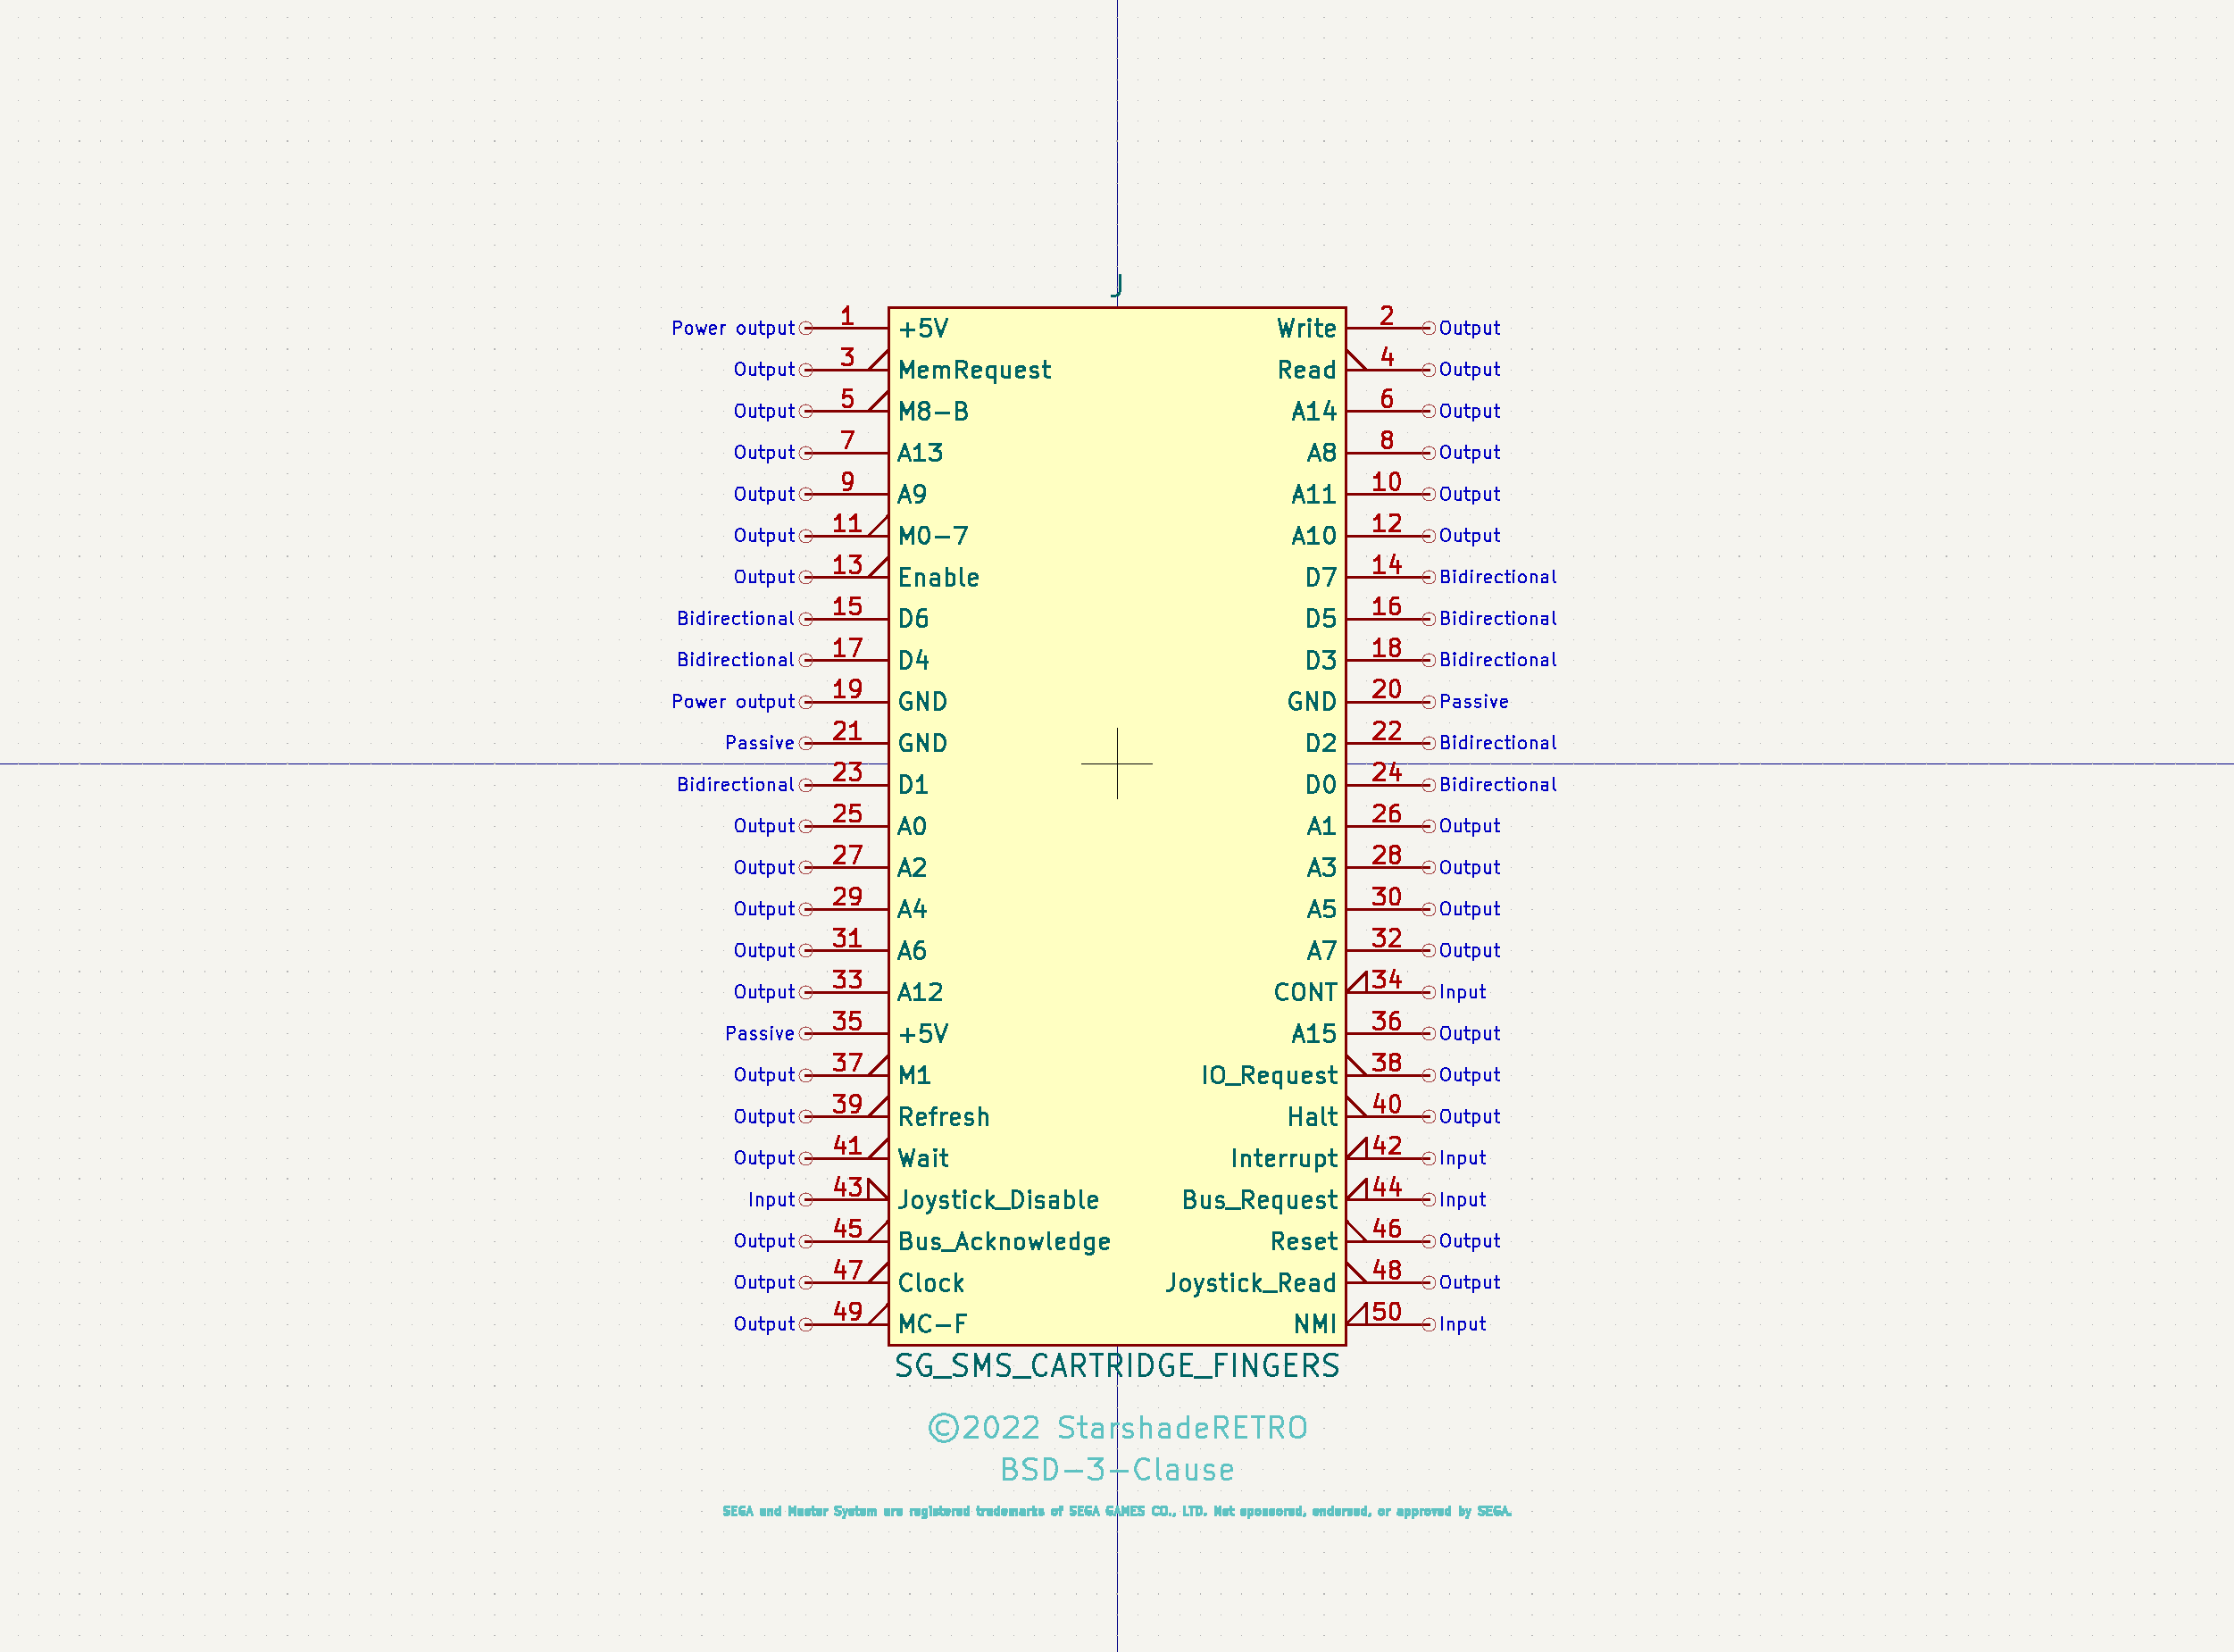 J
Power output 1 +5V Write 2 Output
Output 3 MemRequest Read 4 Output
Output 5 M8-B A14 6 Output
Output 7 A13 A8 8 Output
Output 9 A9 A11 10 Output
Output 11 M0-7 A10 12 Output
Output 13 Enable D7 14 Bidirectional
Bidirectional 15 D6 D5 16 Bidirectional
Bidirectional 17 D4 D3 18 Bidirectional
Power output 19 GND GND 20 Passive
Passive 21 GND D2 22 Bidirectional
Bidirectional 23 D1 D0 24 Bidirectional
Output 25 A0 A1 26 Output
Output 27 A2 A3 28 Output
Output 29 A4 A5 30 Output
Output 31 A6 A7 32 Output
Output 33 A12 CONT 34 Input
Passive 35 +5V A15 36 Output
Output 37 M1 IO_Request 38 Output
Output 39 Refresh Halt 40 Output
Output 41 Wait Interrupt 42 Input
Input 43 Joystick_Disable Bus_Request 44 Input
Output 45 Bus_Acknowledge Reset 46 Output
Output 47 Clock Joystick_Read 48 Output
Output 49 MC-F NMI 50 Input
SG_SMS_CARTRIDGE_FINGERS
©2022 StarshadeRETRO
BSD-3-Clause
SEGA and Master System are registered trademarks of SEGA GAMES CO., LTD. Not sponsored, endorsed, or approved by SEGA.